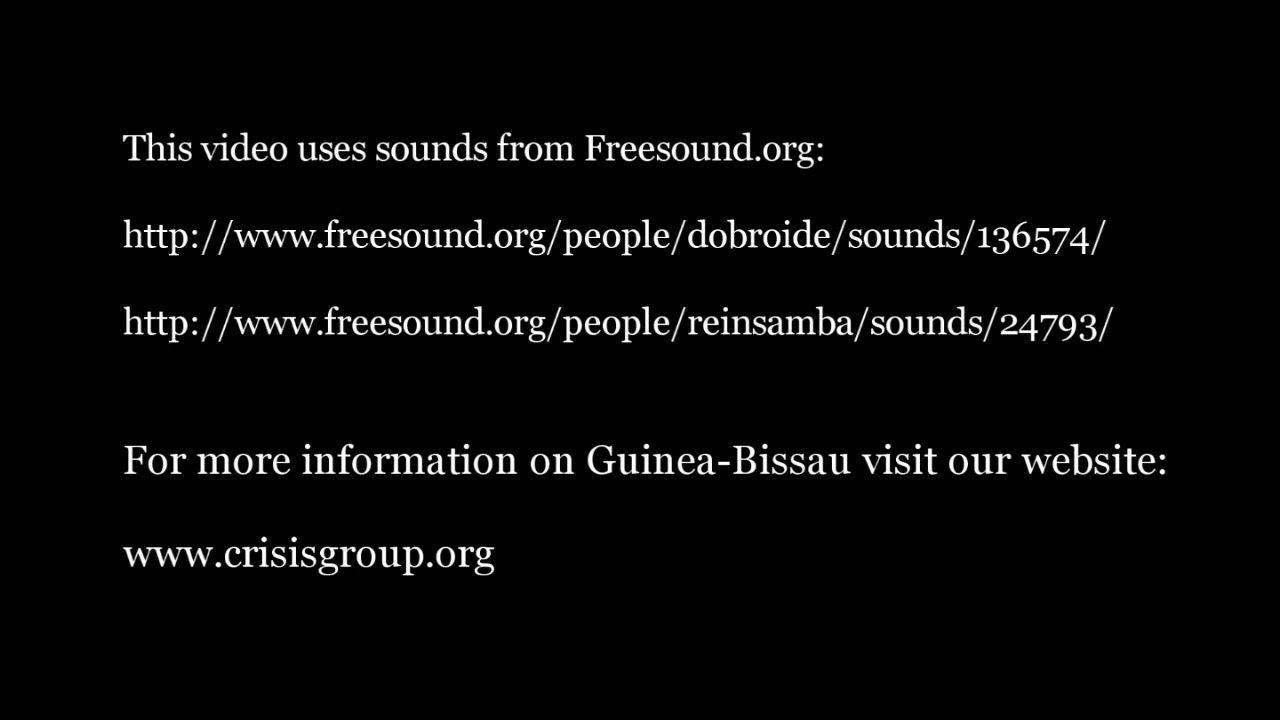 This video uses sounds from Freesound.org:
http://www.freesound.org/people/dobroide/sounds/136574/
http://www.freesound.org/people/reinsamba/sounds/24793/
For more information on Guinea-Bissau visit our website:
www.crisisgroup.org